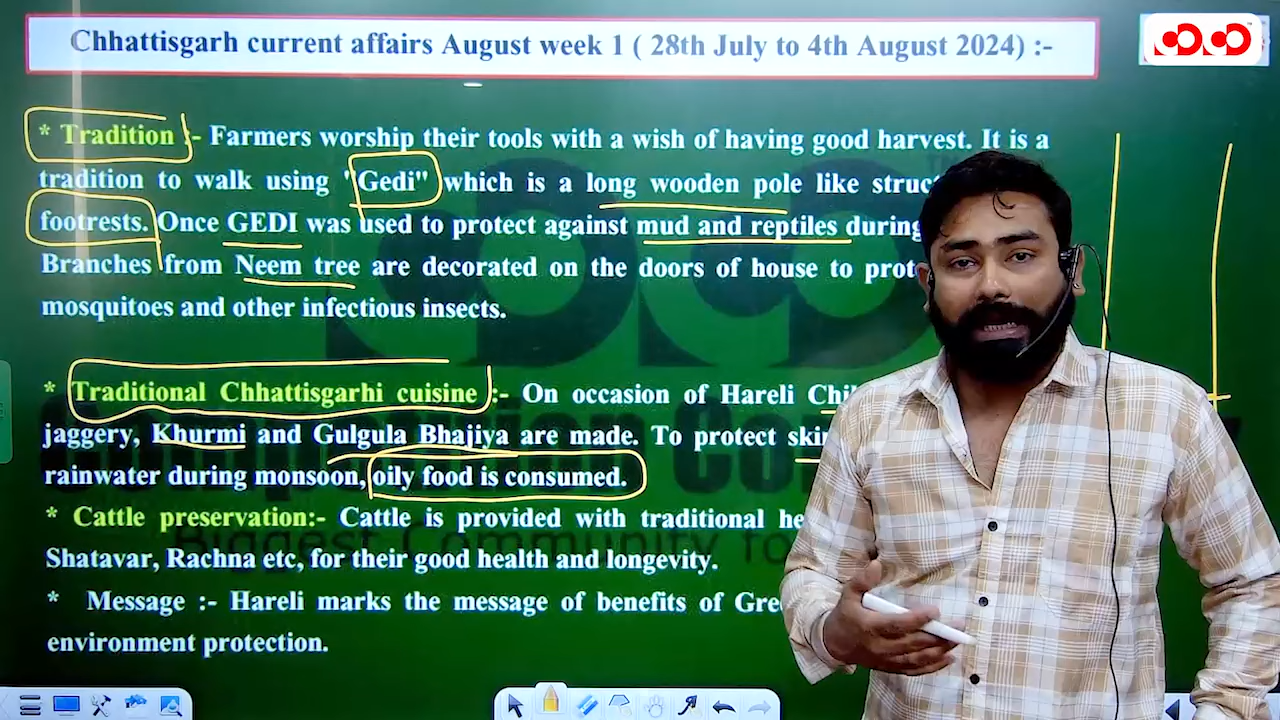 Chhattisgarh current affairs August week 1 ( 28th July to 4th August 2024) :-
* Tradition :- Farmers worship their tools with a wish of having good harvest. It is a
tradition to walk using "Gedi" which is a long wooden pole like
footrests. Once GEDI was used to protect against mud and reptiles during
Branches from Neem tree are decorated on the doors of house to
mosquitoes and other infectious insects.
* Traditional Chhattisgarhi cuisine :- On occasion of Hareli
jaggery, Khurmi and Gulgula Bhajiya are made. To protect
rainwater during monsoon, oily food is consumed.
* Cattle preservation:- Cattle is provided with traditional
Shatavar, Rachna etc, for their good health and longevity.
* Message :- Hareli marks the message of benefits of
environment protection.